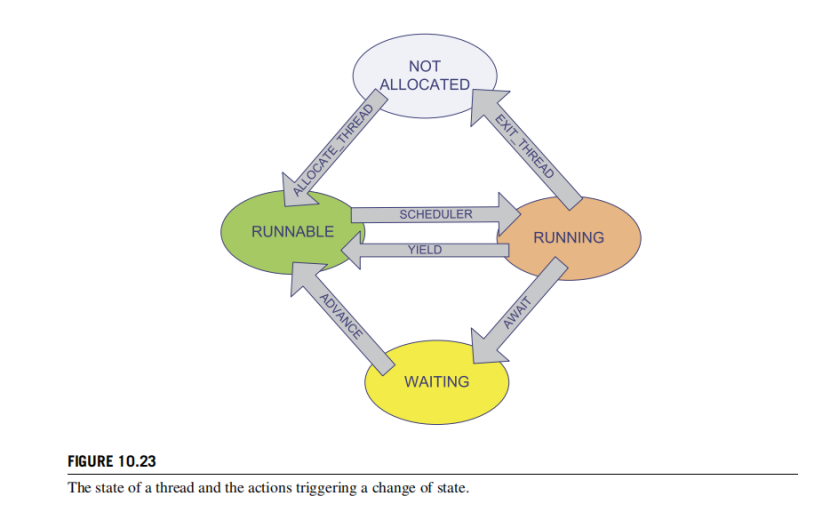 NOT
ALLOCATED
ALLOCATE_THREAD
EXIT_THREAD
RUNNABLE
SCHEDULER
YIELD
RUNNING
ADVANCE
AWAIT
WAITING
FIGURE 10.23
The state of a thread and the actions triggering a change of state.